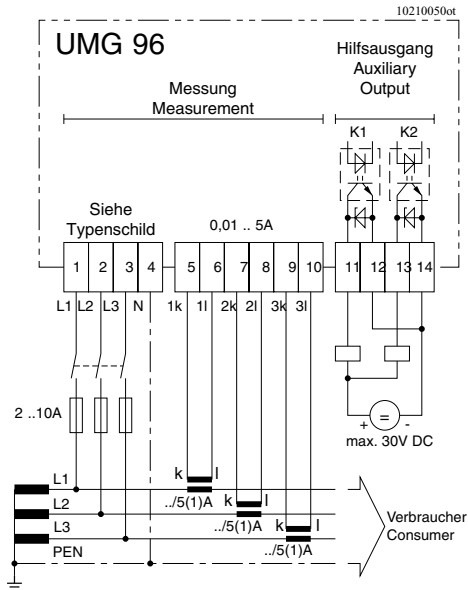 10210050ot
UMG 96
Hilfsausgang
Auxiliary
Output
Messung
Measurement
K1 K2
Siehe
Typenschild
0,01 .. 5A
1 2 3 4 5 6 7 8 9 10 11 12 13 14
L1 L2 L3 N 1k 1l 2k 2l 3k 3l
2 ..10A
+ = -
max. 30V DC
L1 k l
../5(1)A
L2 k l
../5(1)A
L3 k l
../5(1)A
PEN
Verbraucher
Consumer